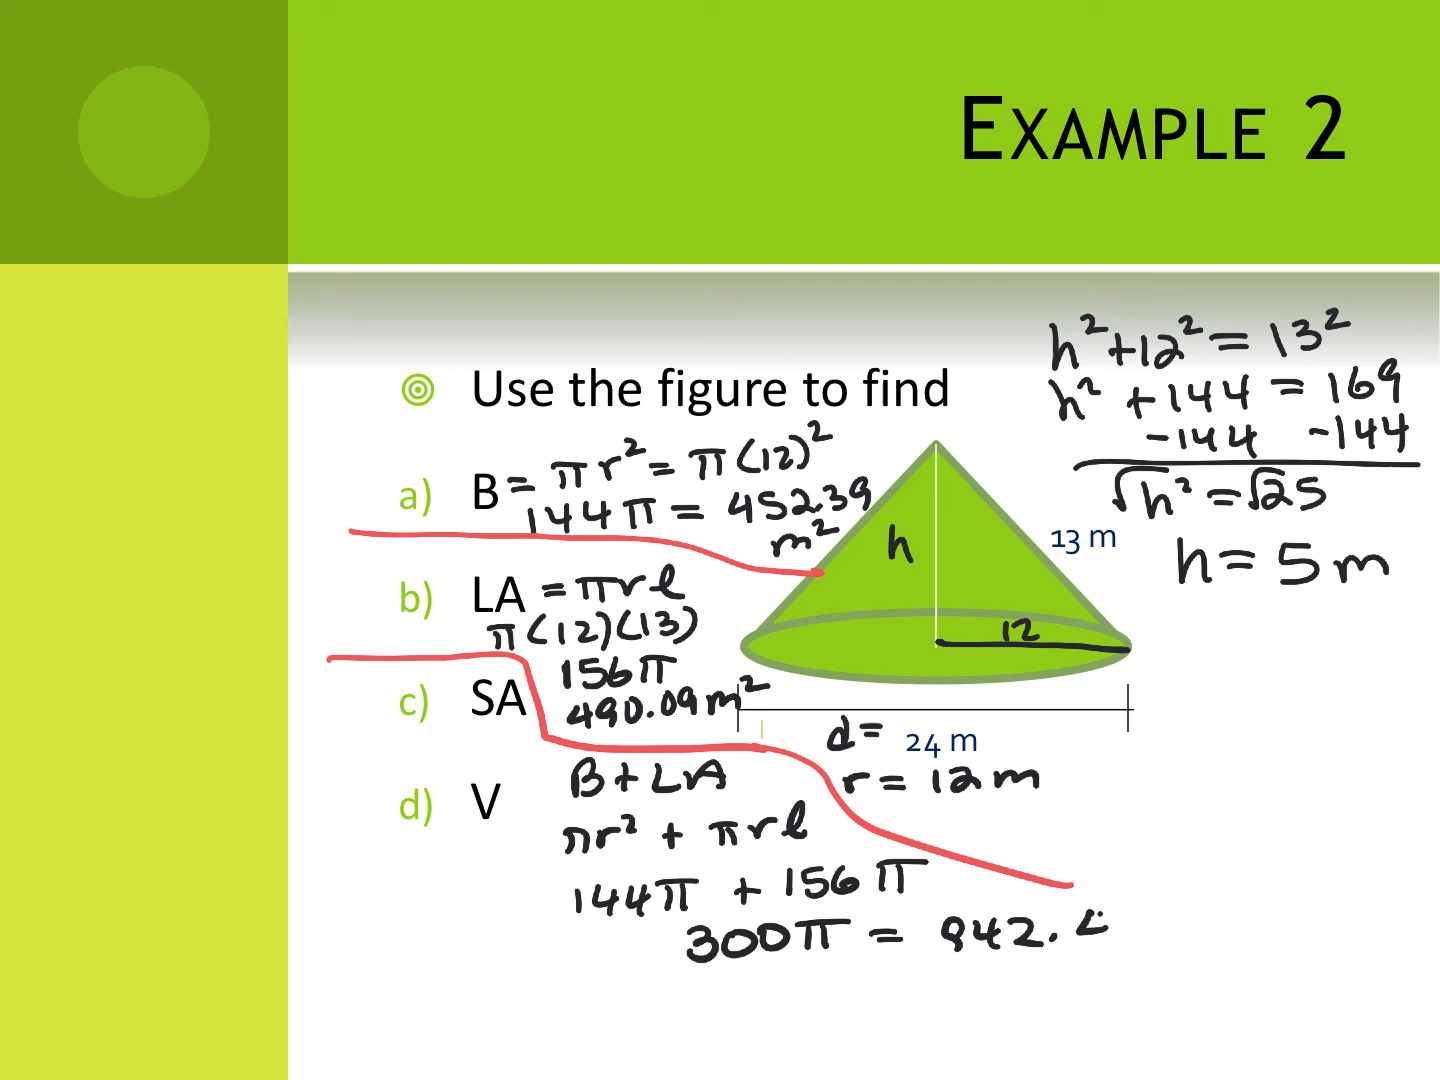 EXAMPLE 2
Use the figure to find
a) B = πr² = π(12)²
144π = 452.39
m²
b) LA = πrl
π(12)(13)
156π
490.09m²
c) SA
B + LA
πr² + πrl
144π + 156π
300π = 942.
d) V
h
12
13 m
d = 24 m
r = 12 m
h² + 12² = 13²
h² + 144 = 169
-144 -144
√h² = √25
h = 5 m